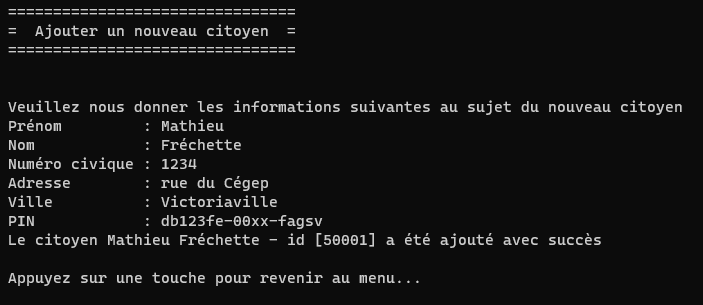 ================================
=  Ajouter un nouveau citoyen  =
================================
Veuillez nous donner les informations suivantes au sujet du nouveau citoyen
Prénom         : Mathieu
Nom            : Fréchette
Numéro civique : 1234
Adresse        : rue du Cégep
Ville          : Victoriaville
PIN            : db123fe-00xx-fagsv
Le citoyen Mathieu Fréchette - id [50001] a été ajouté avec succès
Appuyez sur une touche pour revenir au menu...